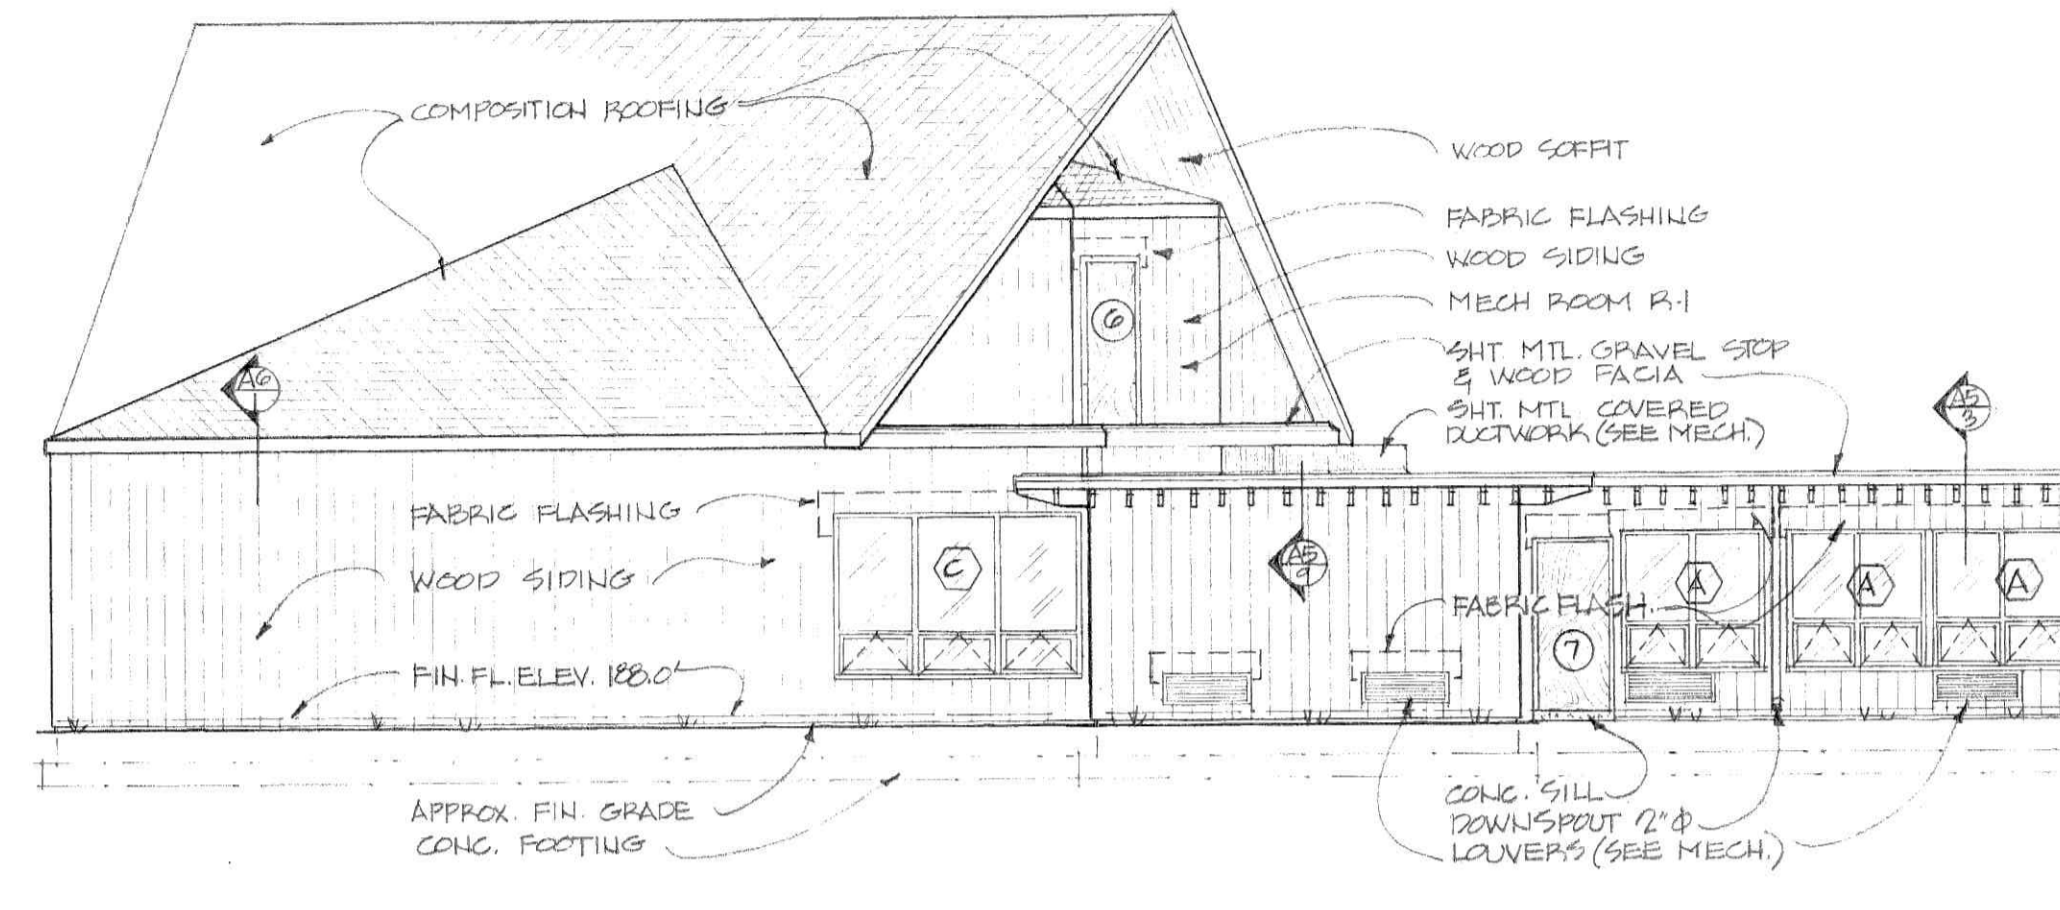 COMPOSITION ROOFING
WOOD SOFFIT
FABRIC FLASHING
WOOD SIDING
MECH ROOM R-1
6
SHT. MTL. GRAVEL STOP
& WOOD FACIA
SHT. MTL COVERED
DUCTWORK (SEE MECH.)
A6
A5
3
FABRIC FLASHING
WOOD SIDING
C
A5
9
A
A
A
FABRIC FLASH.
7
FIN. FL. ELEV. 188.0'
APPROX. FIN. GRADE
CONC. FOOTING
CONC. SILL
DOWNSPOUT 2"Φ
LOUVERS (SEE MECH.)